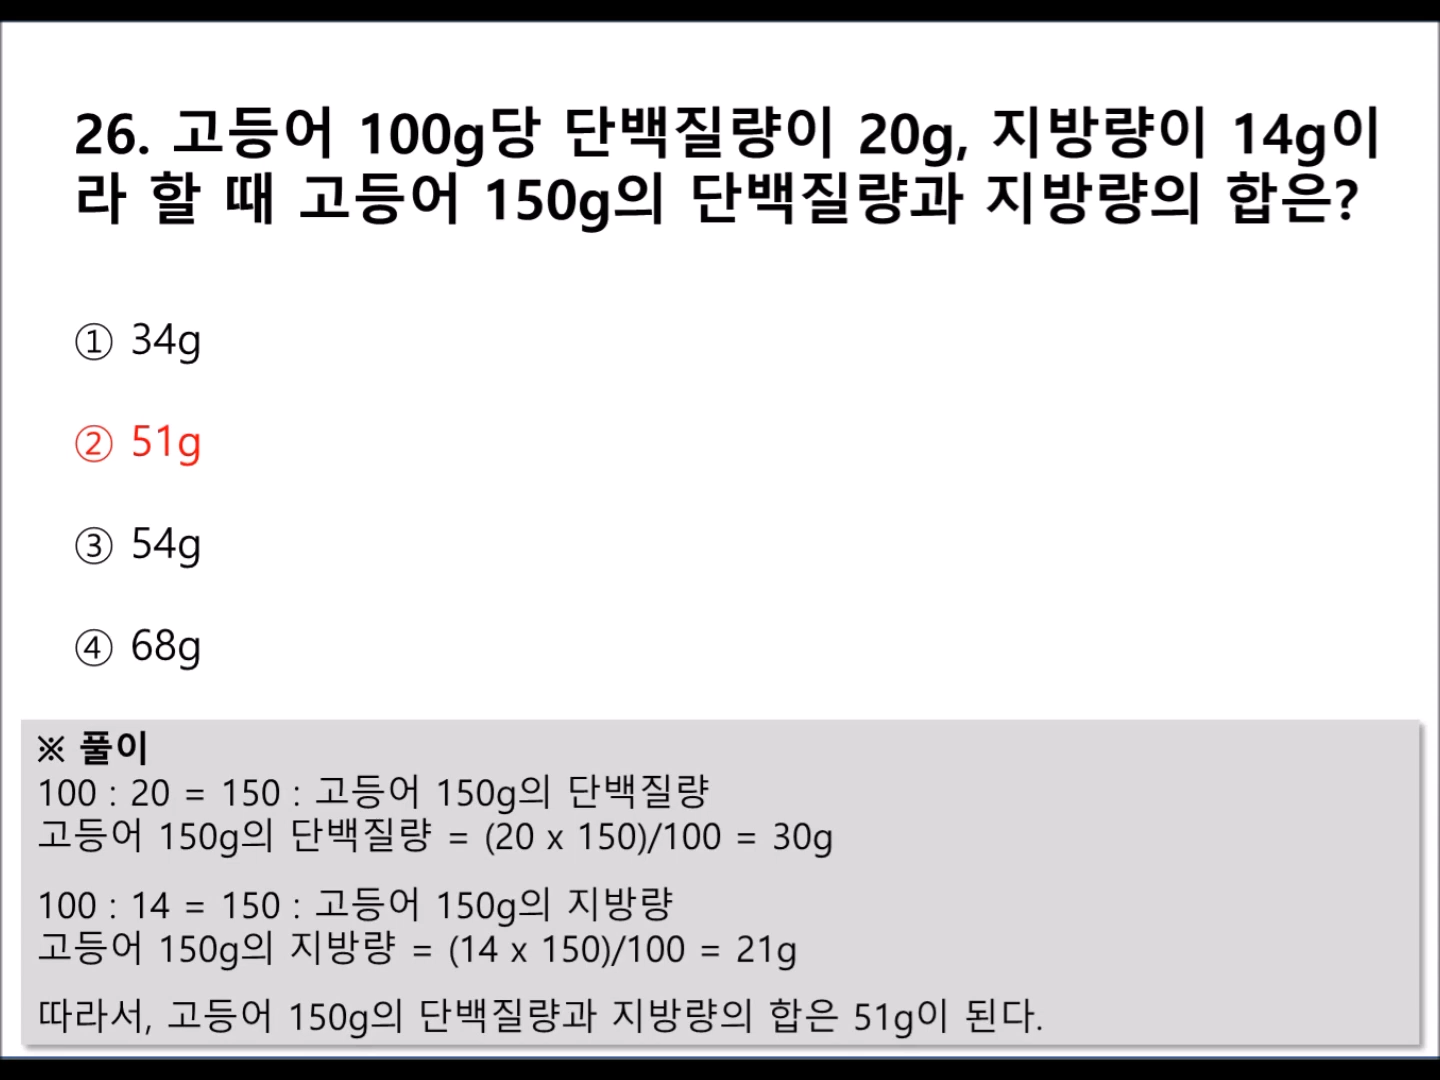 26. 고등어 100g당 단백질량이 20g, 지방량이 14g이
라 할 때 고등어 150g의 단백질량과 지방량의 합은?
① 34g
② 51g
③ 54g
④ 68g
※ 풀이
100 : 20 = 150 : 고등어 150g의 단백질량
고등어 150g의 단백질량 = (20 x 150)/100 = 30g
100 : 14 = 150 : 고등어 150g의 지방량
고등어 150g의 지방량 = (14 x 150)/100 = 21g
따라서, 고등어 150g의 단백질량과 지방량의 합은 51g이 된다.